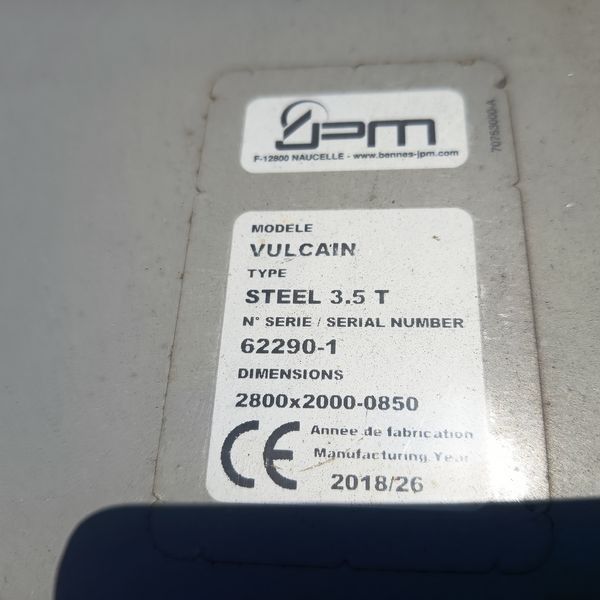 JPM
F-12800 NAUCELLE - www.bennes-jpm.com
70763000-A
MODELE
VULCAIN
TYPE
STEEL 3.5 T
N° SERIE / SERIAL NUMBER
62290-1
DIMENSIONS
2800x2000-0850
CE
Annee de fabrication
Manufacturing Year
2018/26